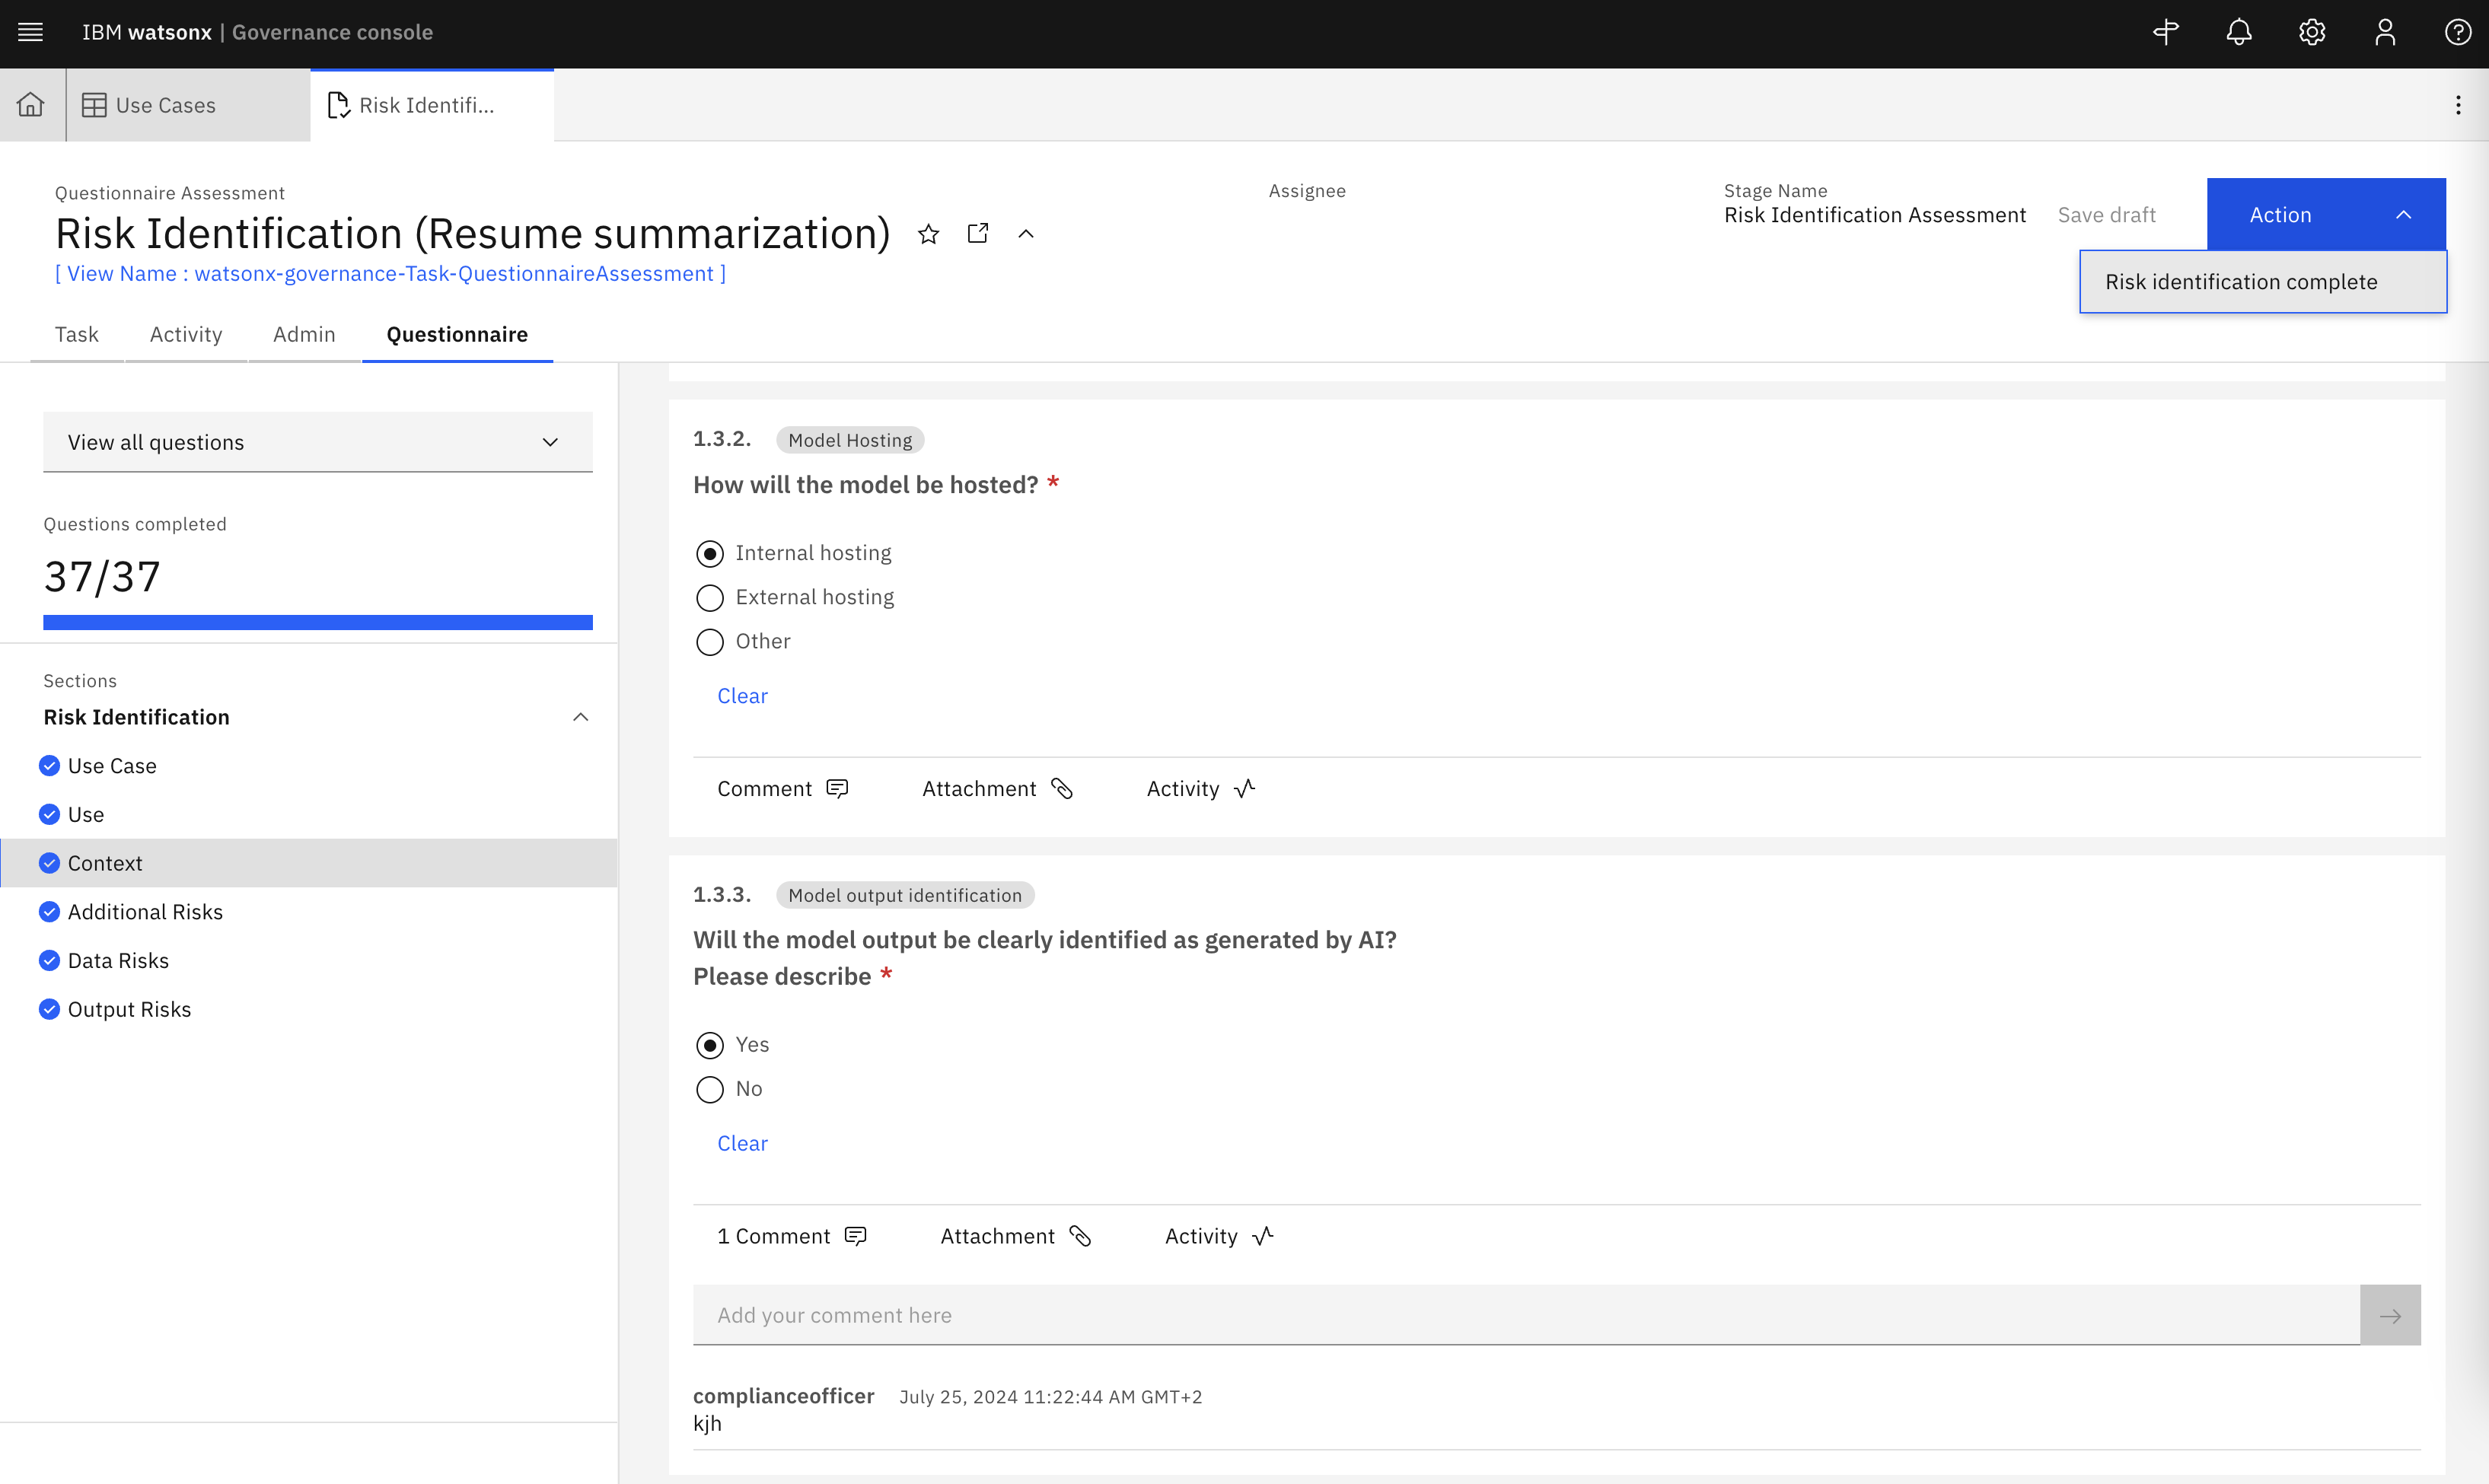 IBM watsonx | Governance console
Use Cases
Risk Identifi...
Questionnaire Assessment
Risk Identification (Resume summarization)
[ View Name : watsonx-governance-Task-QuestionnaireAssessment ]
Assignee
Stage Name
Risk Identification Assessment
Save draft
Action
Risk identification complete
Task
Activity
Admin
Questionnaire
View all questions
Questions completed
37/37
Sections
Risk Identification
Use Case
Use
Context
Additional Risks
Data Risks
Output Risks
1.3.2. Model Hosting
How will the model be hosted? *
Internal hosting
External hosting
Other
Clear
Comment
Attachment
Activity
1.3.3. Model output identification
Will the model output be clearly identified as generated by AI?
Please describe *
Yes
No
Clear
1 Comment
Attachment
Activity
Add your comment here
complianceofficer July 25, 2024 11:22:44 AM GMT+2
kjh